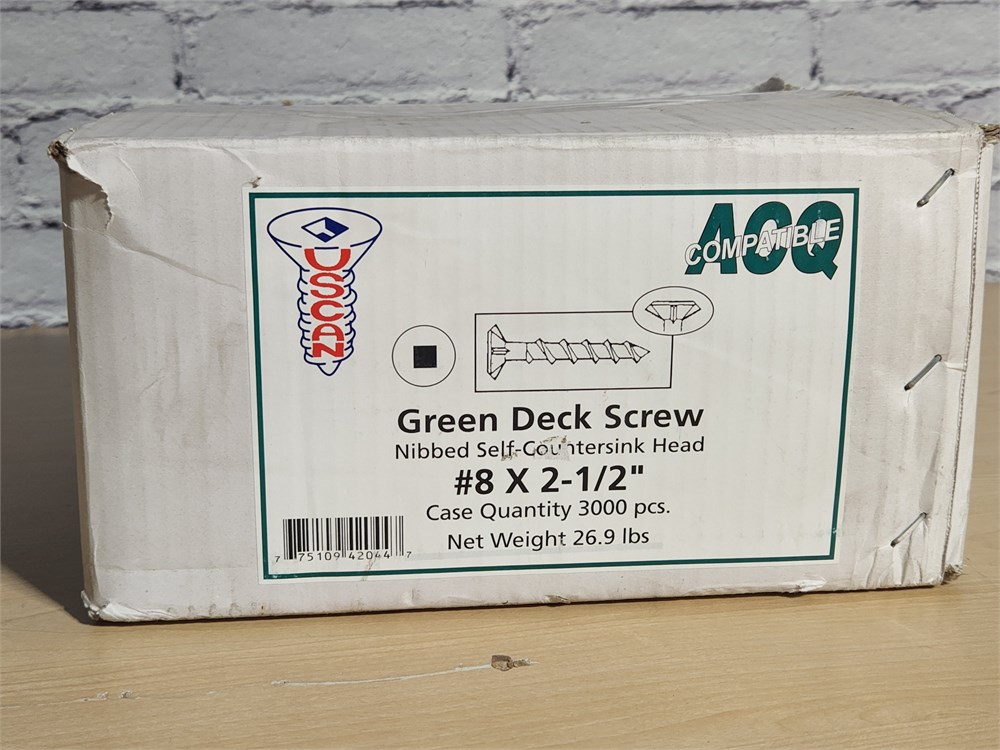 USCAN
ACQ
COMPATIBLE
Green Deck Screw
Nibbed Self-Countersink Head
#8 X 2-1/2"
Case Quantity 3000 pcs.
Net Weight 26.9 lbs
7 75109 42044 7